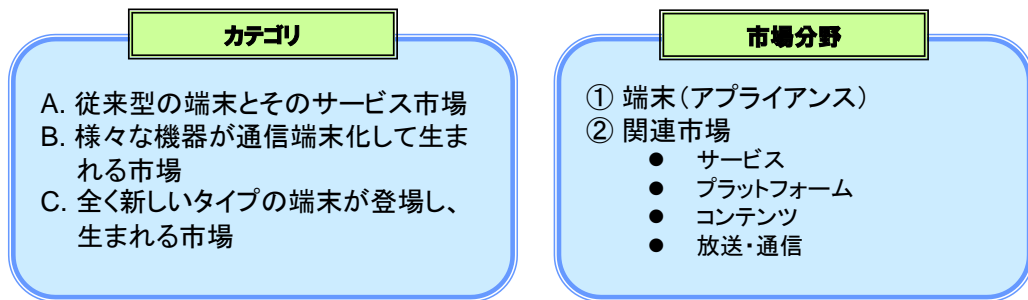 カテゴリ
A. 従来型の端末とそのサービス市場
B. 様々な機器が通信端末化して生ま
れる市場
C. 全く新しいタイプの端末が登場し、
生まれる市場
市場分野
① 端末(アプライアンス)
② 関連市場
● サービス
● プラットフォーム
● コンテンツ
● 放送・通信